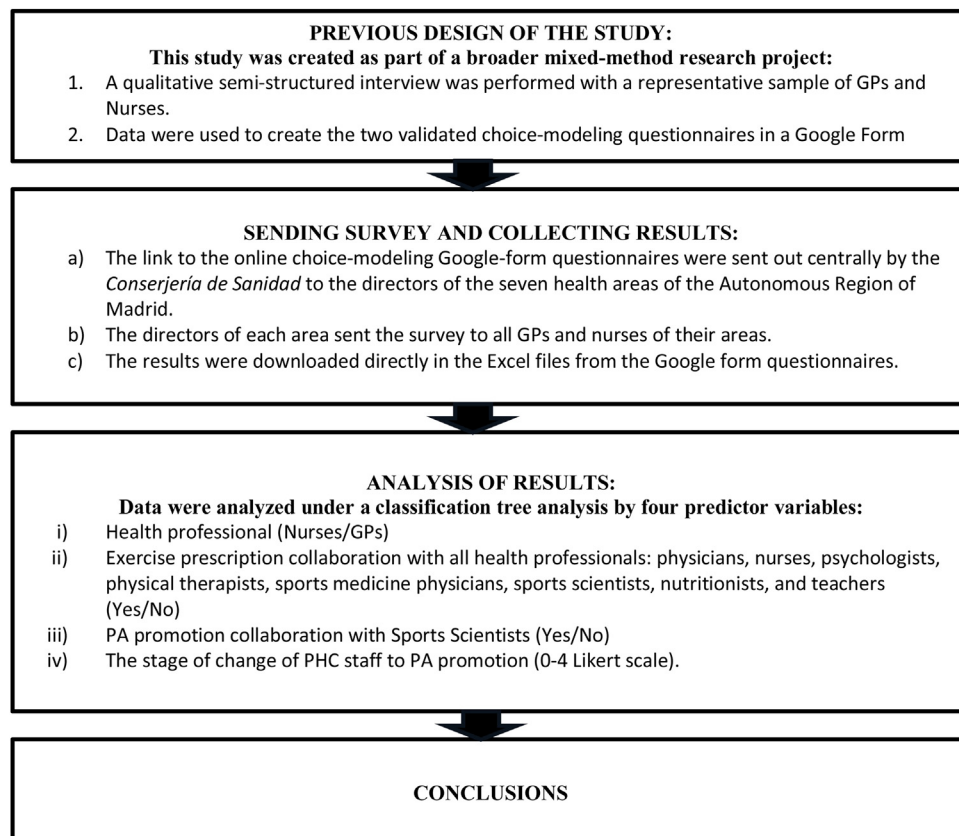 PREVIOUS DESIGN OF THE STUDY:
This study was created as part of a broader mixed-method research project:
1. A qualitative semi-structured interview was performed with a representative sample of GPs and
Nurses.
2. Data were used to create the two validated choice-modeling questionnaires in a Google Form
SENDING SURVEY AND COLLECTING RESULTS:
a) The link to the online choice-modeling Google-form questionnaires were sent out centrally by the
Conserjería de Sanidad to the directors of the seven health areas of the Autonomous Region of
Madrid.
b) The directors of each area sent the survey to all GPs and nurses of their areas.
c) The results were downloaded directly in the Excel files from the Google form questionnaires.
ANALYSIS OF RESULTS:
Data were analyzed under a classification tree analysis by four predictor variables:
i) Health professional (Nurses/GPs)
ii) Exercise prescription collaboration with all health professionals: physicians, nurses, psychologists,
physical therapists, sports medicine physicians, sports scientists, nutritionists, and teachers
(Yes/No)
iii) PA promotion collaboration with Sports Scientists (Yes/No)
iv) The stage of change of PHC staff to PA promotion (0-4 Likert scale).
CONCLUSIONS